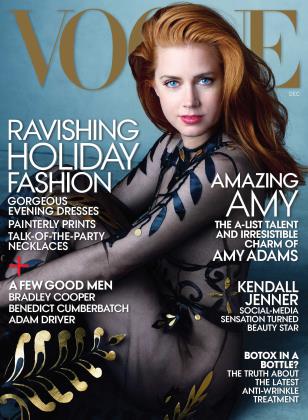 VOGUE
DEC
RAVISHING
HOLIDAY
FASHION
GORGEOUS
EVENING DRESSES
PAINTERLY PRINTS
TALK-OF-THE-PARTY
NECKLACES
+
A FEW GOOD MEN
BRADLEY COOPER
BENEDICT CUMBERBATCH
ADAM DRIVER
AMAZING
AMY
THE A-LIST TALENT
AND IRRESISTIBLE
CHARM OF
AMY ADAMS
KENDALL
JENNER
SOCIAL-MEDIA
SENSATION TURNED
BEAUTY STAR
BOTOX IN A
BOTTLE?
THE TRUTH ABOUT
THE LATEST
ANTI-WRINKLE
TREATMENT